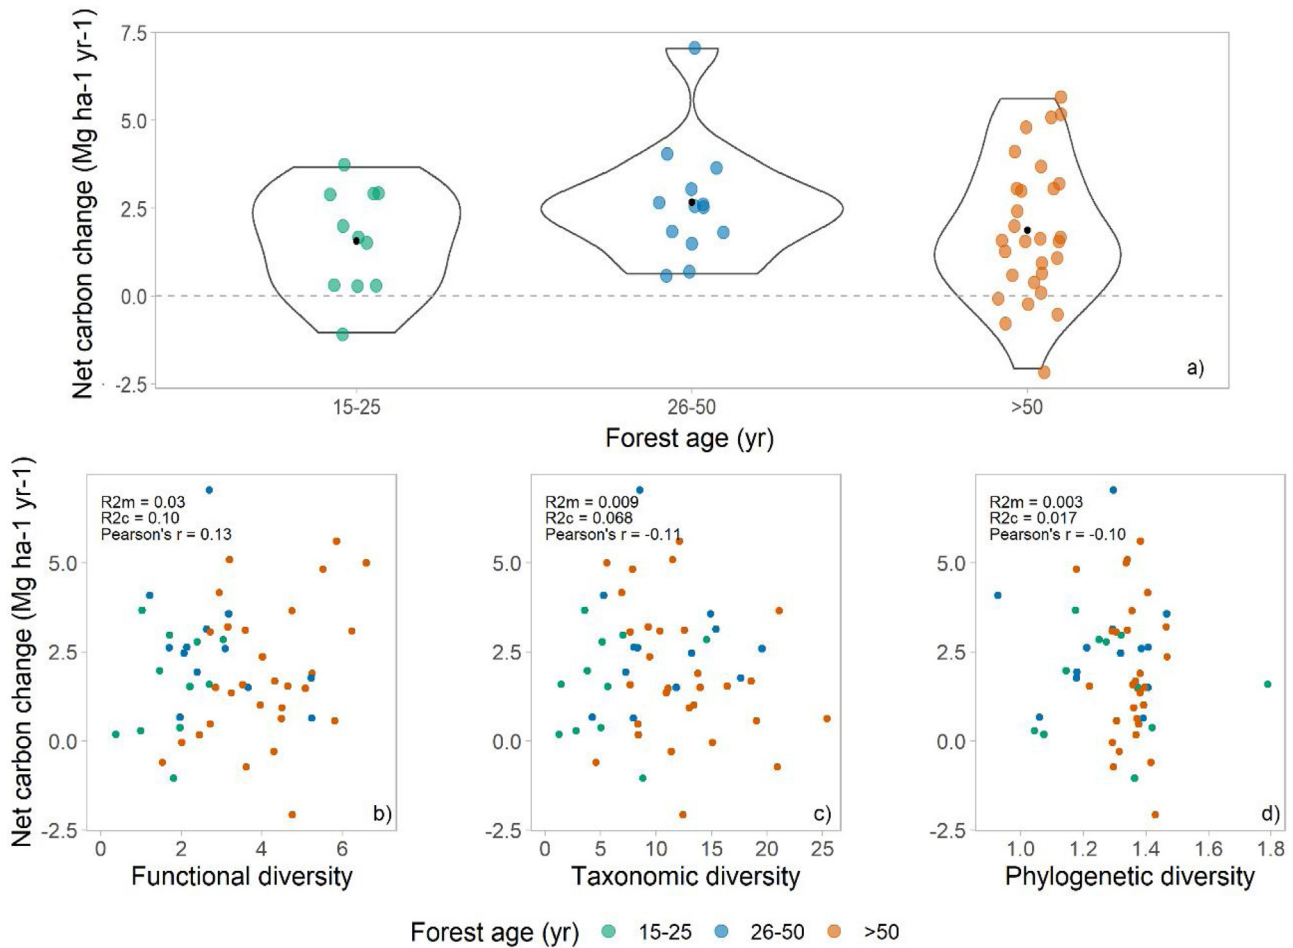 Net carbon change (Mg ha-1 yr-1)
7.5
5.0
2.5
0.0
-2.5
a)
15-25
26-50
>50
Forest age (yr)
Net carbon change (Mg ha-1 yr-1)
5.0
2.5
0.0
-2.5
R2m = 0.03
R2c = 0.10
Pearson's r = 0.13
b)
0
2
4
6
Functional diversity
5.0
2.5
0.0
-2.5
R2m = 0.009
R2c = 0.068
Pearson's r = -0.11
c)
0
5
10
15
20
25
Taxonomic diversity
5.0
2.5
0.0
-2.5
R2m = 0.003
R2c = 0.017
Pearson's r = -0.10
d)
1.0
1.2
1.4
1.6
1.8
Phylogenetic diversity
Forest age (yr) 15-25 26-50 >50